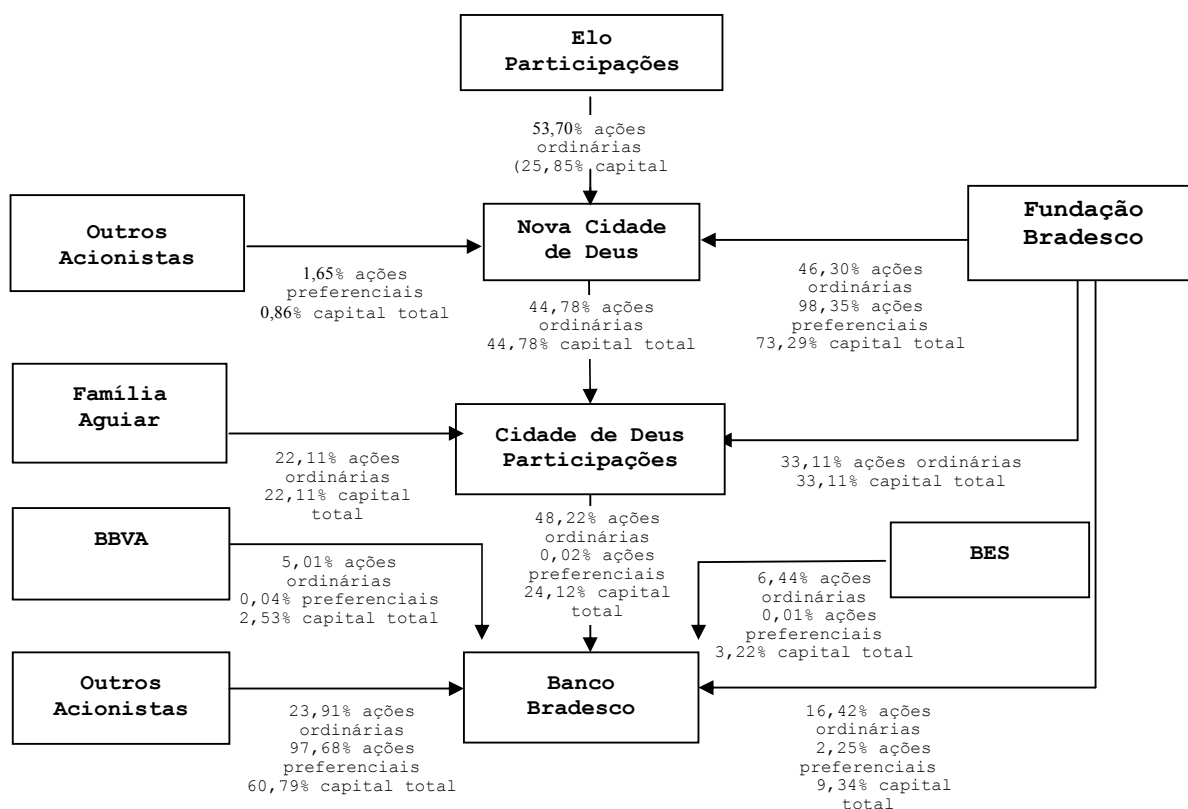 Elo
Participações
53,70% ações
ordinárias
(25,85% capital
Outros
Acionistas
1,65% ações
preferenciais
0,86% capital total
Nova Cidade
de Deus
Fundação
Bradesco
46,30% ações
ordinárias
98,35% ações
preferenciais
73,29% capital total
44,78% ações
ordinárias
44,78% capital total
Família
Aguiar
22,11% ações
ordinárias
22,11% capital
total
Cidade de Deus
Participações
33,11% ações ordinárias
33,11% capital total
BBVA
5,01% ações
ordinárias
0,04% preferenciais
2,53% capital total
48,22% ações
ordinárias
0,02% ações
preferenciais
24,12% capital
total
BES
6,44% ações
ordinárias
0,01% ações
preferenciais
3,22% capital total
Outros
Acionistas
23,91% ações
ordinárias
97,68% ações
preferenciais
60,79% capital total
Banco
Bradesco
16,42% ações
ordinárias
2,25% ações
preferenciais
9,34% capital
total